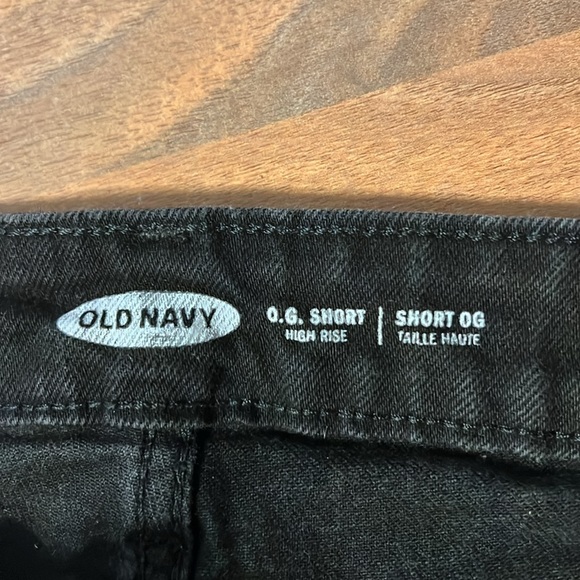 OLD NAVY
O.G. SHORT | SHORT OG
HIGH RISE | TAILLE HAUTE